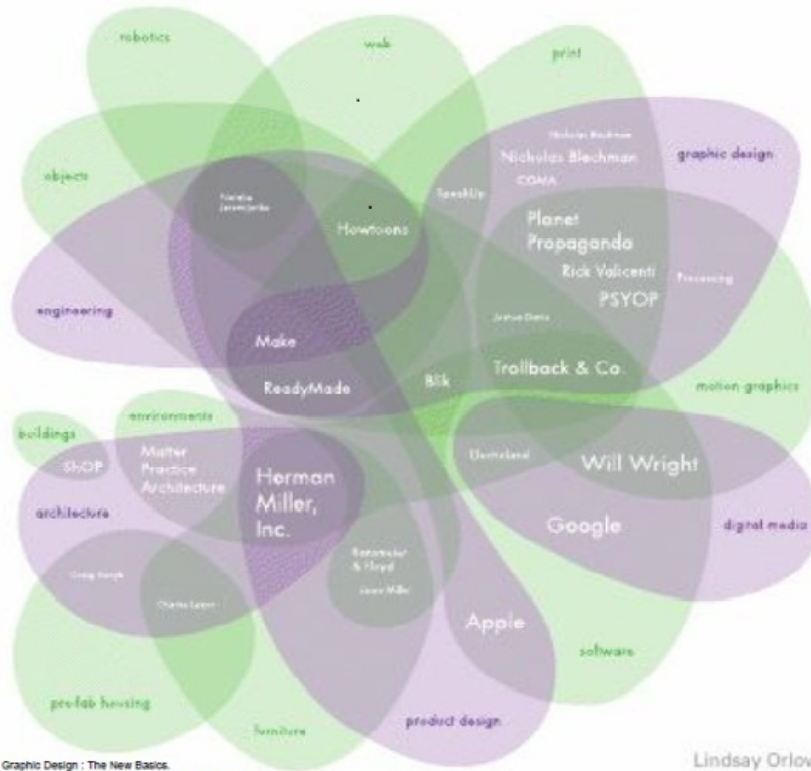 robotics
web
print
graphic design
Nicholas Blechman
COMA
objects
SpeakUp
Howtoons
Planet
Propaganda
Rick Valicenti
PSYOP
Processing
engineering
Make
ReadyMade
Blik
Trollback & Co.
motion graphics
environments
buildings
SHOP
Matter
Practice
Architecture
Herman
Miller,
Inc.
Will Wright
architecture
Google
digital media
& Floyd
Apple
software
pre-fab housing
furniture
product design
Graphic Design : The New Basics.
Lindsay Orlov